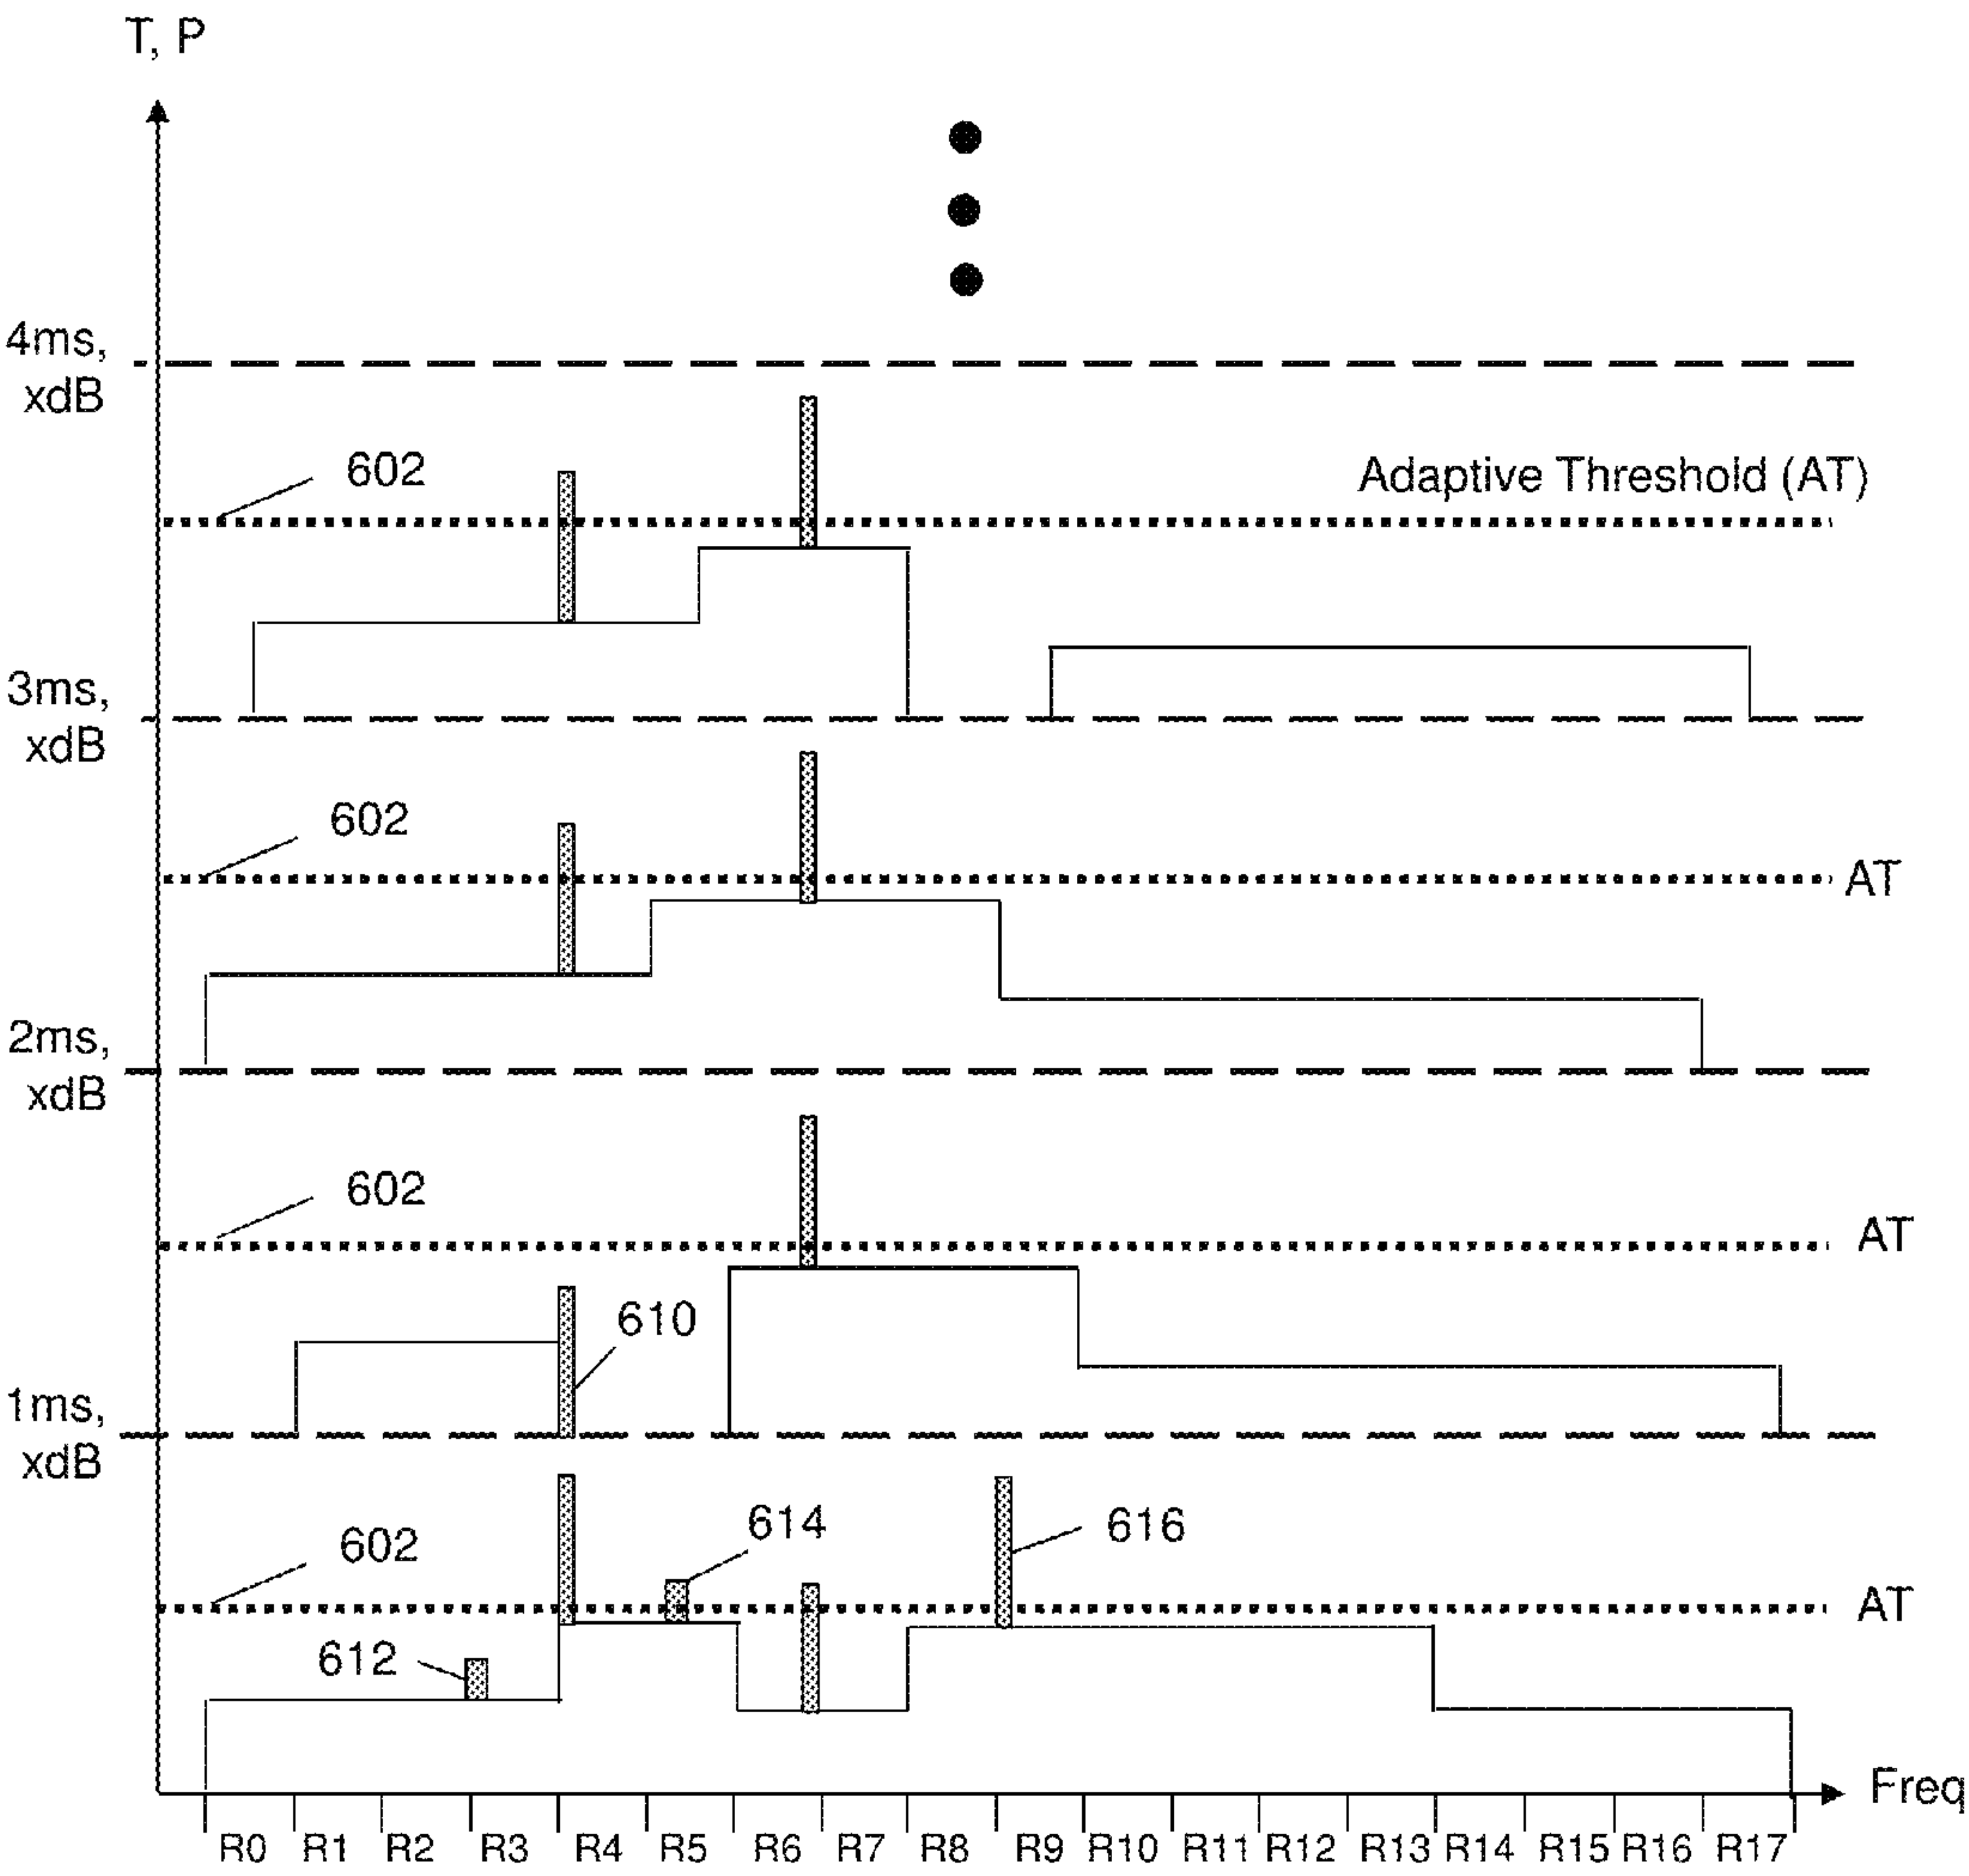 T, P
4ms,
xdB
602
Adaptive Threshold (AT)
3ms,
xdB
602
AT
2ms,
xdB
602
AT
610
1ms,
xdB
614
616
602
AT
612
Freq
R0 R1 R2 R3 R4 R5 R6 R7 R8 R9 R10 R11 R12 R13 R14 R15 R16 R17